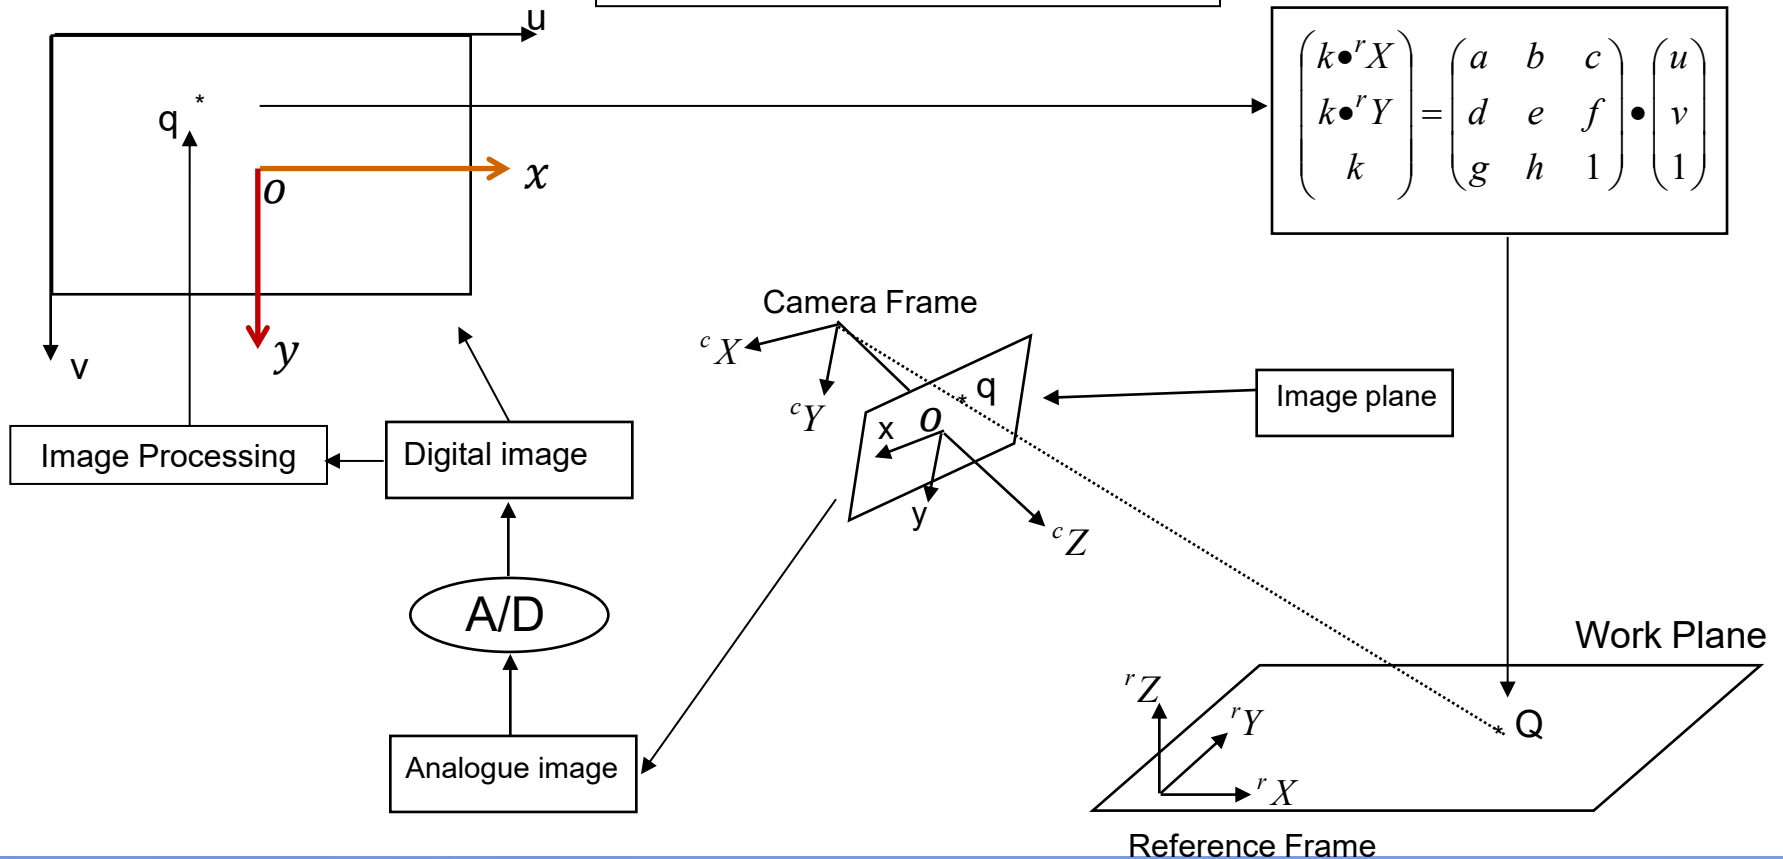 u
q *
o
x
y
v
k•ʳX a b c u
k•ʳY = d e f • v
k g h 1 1
Camera Frame
ᶜX
ᶜY
* q
x o
y
ᶜZ
Image plane
Image Processing
Digital image
A/D
Analogue image
Work Plane
ʳZ
ʳY
ʳX
* Q
Reference Frame